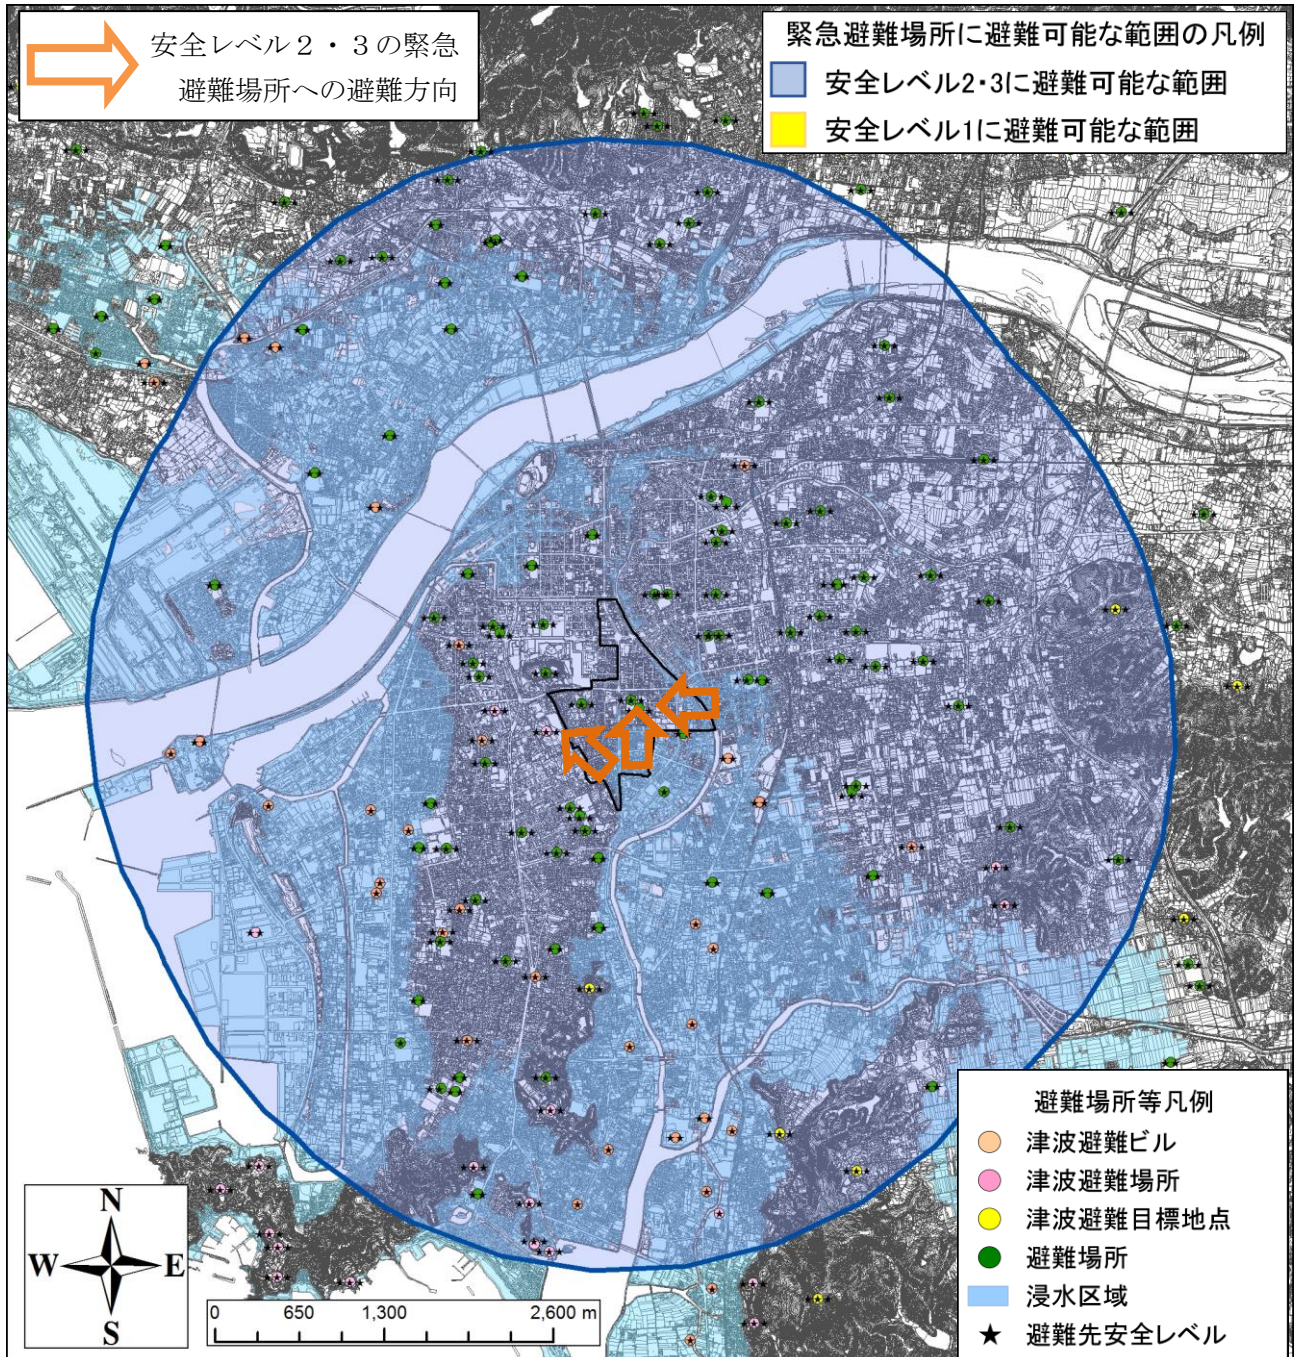 安全レベル２・３の緊急
避難場所への避難方向
緊急避難場所に避難可能な範囲の凡例
安全レベル2・3に避難可能な範囲
安全レベル1に避難可能な範囲
避難場所等凡例
津波避難ビル
津波避難場所
津波避難目標地点
避難場所
浸水区域
★ 避難先安全レベル
N
W E
S
0 650 1,300 2,600 m